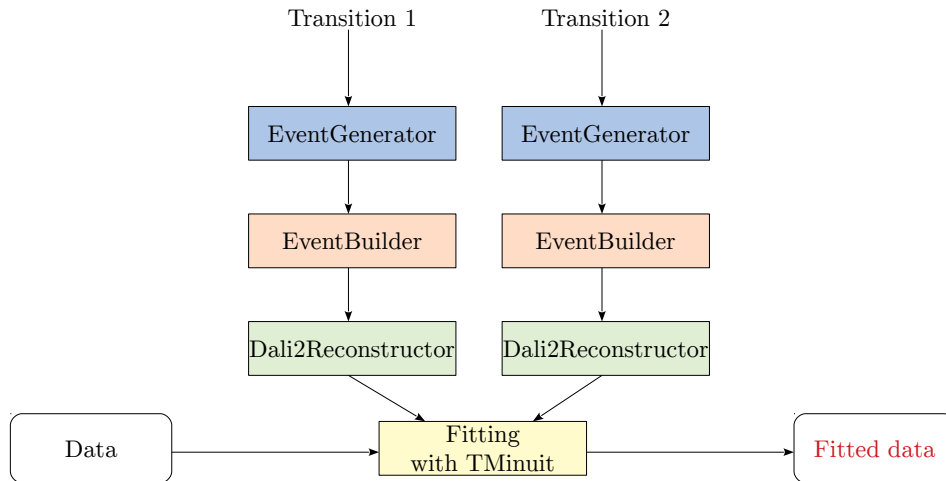 Transition 1
Transition 2
EventGenerator
EventGenerator
EventBuilder
EventBuilder
Dali2Reconstructor
Dali2Reconstructor
Data
Fitting
with TMinuit
Fitted data